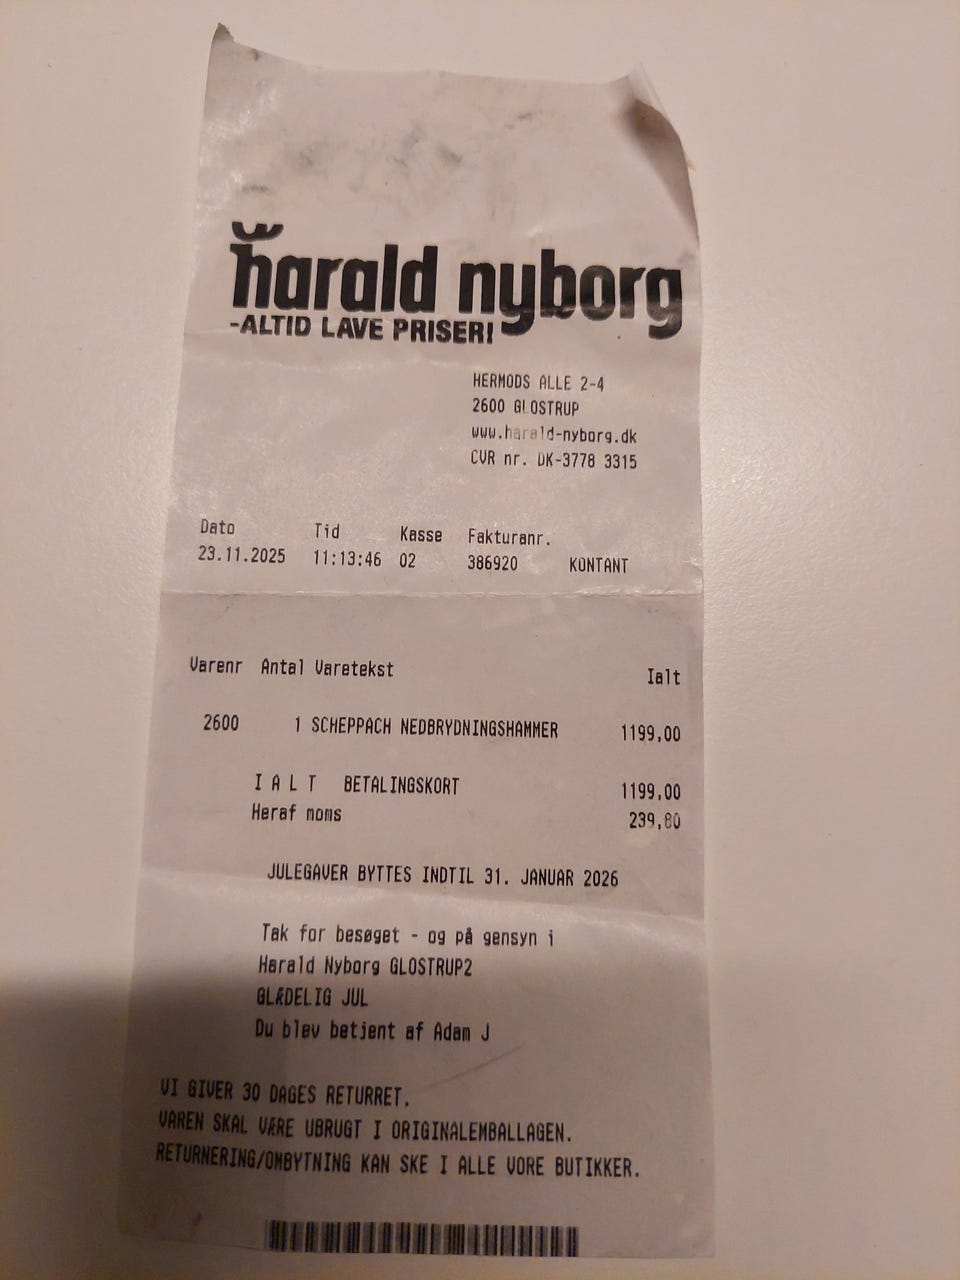 harald nyborg
-ALTID LAVE PRISER!
HERMODS ALLE 2-4
2600 GLOSTRUP
www.harald-nyborg.dk
CVR nr. DK-3778 3315
Dato Tid Kasse Fakturanr.
23.11.2025 11:13:46 02 386920 KONTANT
Varenr Antal Varetekst Ialt
2600 1 SCHEPPACH NEDBRYDNINGSHAMMER 1199,00
I A L T BETALINGSKORT 1199,00
Heraf moms 239,80
JULEGAVER BYTTES INDTIL 31. JANUAR 2026
Tak for besøget - og på gensyn i
Harald Nyborg GLOSTRUP2
GLÆDELIG JUL
Du blev betjent af Adam J
VI GIVER 30 DAGES RETURRET.
VAREN SKAL VÆRE UBRUGT I ORIGINALEMBALLAGEN.
RETURNERING/OMBYTNING KAN SKE I ALLE VORE BUTIKKER.